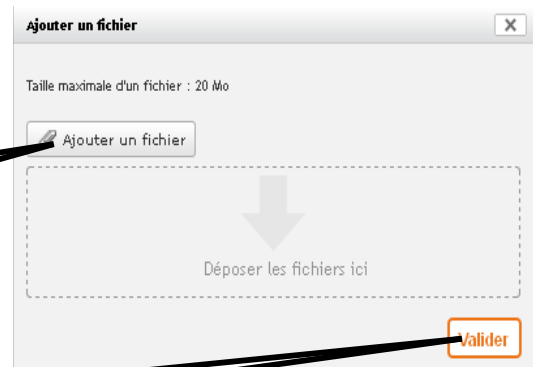 Ajouter un fichier
Taille maximale d'un fichier : 20 Mo
Ajouter un fichier
Déposer les fichiers ici
Valider